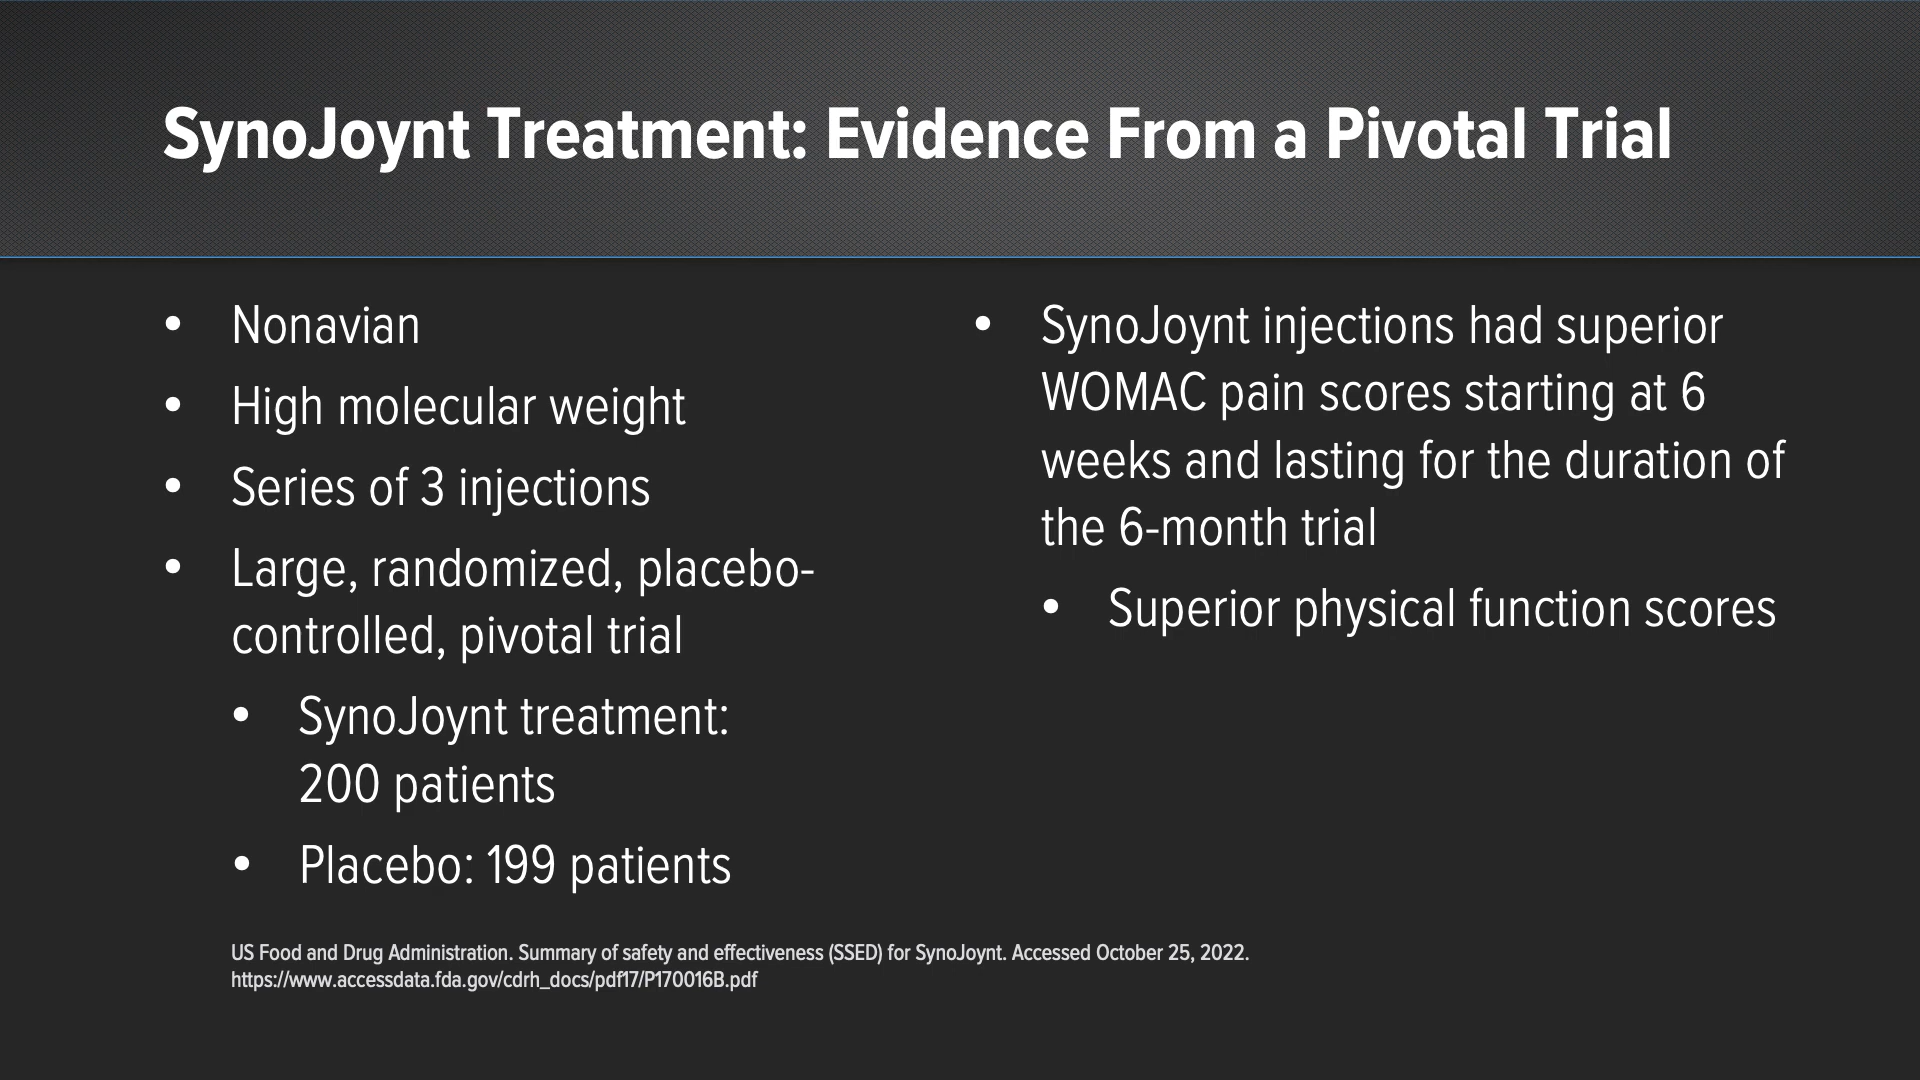 SynoJoynt Treatment: Evidence From a Pivotal Trial
• Nonavian
• High molecular weight
• Series of 3 injections
• Large, randomized, placebo-
controlled, pivotal trial
• SynoJoynt treatment:
200 patients
• Placebo: 199 patients
• SynoJoynt injections had superior
WOMAC pain scores starting at 6
weeks and lasting for the duration of
the 6-month trial
• Superior physical function scores
US Food and Drug Administration. Summary of safety and effectiveness (SSED) for SynoJoynt. Accessed October 25, 2022.
https://www.accessdata.fda.gov/cdrh_docs/pdf17/P170016B.pdf